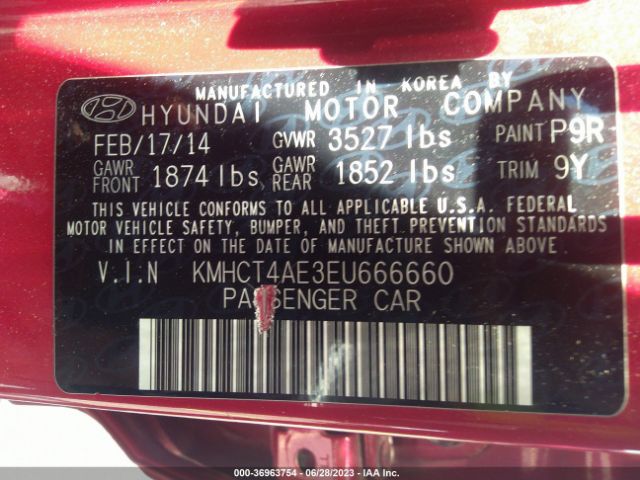 MANUFACTURED IN KOREA BY
HYUNDAI MOTOR COMPANY
FEB/17/14 GVWR 3527 lbs PAINT P9R
GAWR FRONT 1874 lbs GAWR REAR 1852 lbs TRIM 9Y
THIS VEHICLE CONFORMS TO ALL APPLICABLE U.S.A. FEDERAL
MOTOR VEHICLE SAFETY, BUMPER, AND THEFT PREVENTION STANDARDS
IN EFFECT ON THE DATE OF MANUFACTURE SHOWN ABOVE.
V.I.N KMHCT4AE3EU666660
PASSENGER CAR
000-36963754 - 06/28/2023 - IAA Inc.